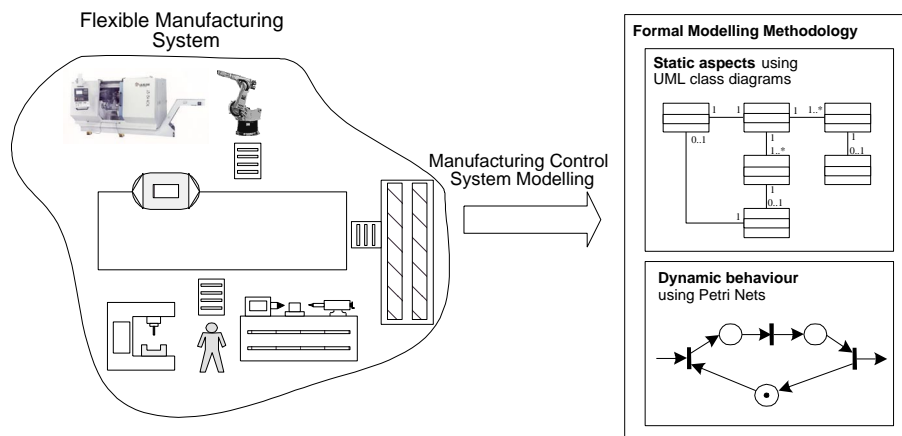 Flexible Manufacturing
System
Manufacturing Control
System Modelling
Formal Modelling Methodology
Static aspects using
UML class diagrams
1
1
1
1..*
0..1
1
1..*
1
0..1
1
0..1
1
Dynamic behaviour
using Petri Nets